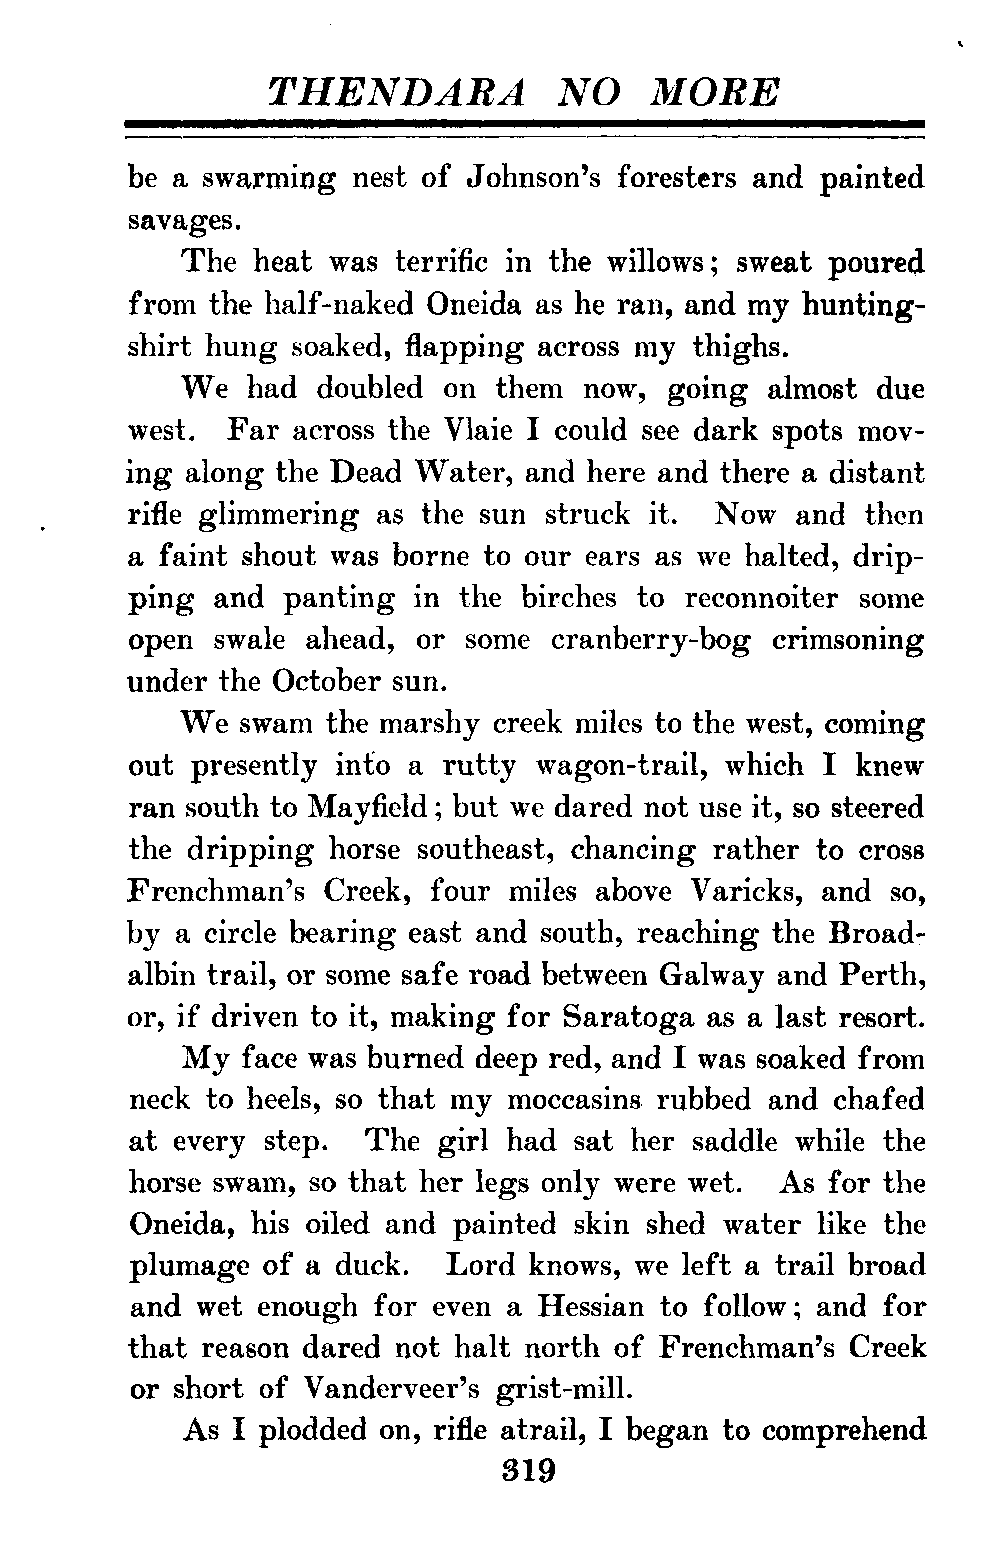 THENDARA NO MORE
be a swarming nest of Johnson's foresters and painted
savages.
The heat was terrific in the willows; sweat poured
from the half-naked Oneida as he ran, and my hunting-
shirt hung soaked, flapping across my thighs.
We had doubled on them now, going almost due
west. Far across the Vlaie I could see dark spots mov-
ing along the Dead Water, and here and there a distant
rifle glimmering as the sun struck it. Now and then
a faint shout was borne to our ears as we halted, drip-
ping and panting in the birches to reconnoiter some
open swale ahead, or some cranberry-bog crimsoning
under the October sun.
We swam the marshy creek miles to the west, coming
out presently into a rutty wagon-trail, which I knew
ran south to Mayfield; but we dared not use it, so steered
the dripping horse southeast, chancing rather to cross
Frenchman's Creek, four miles above Varicks, and so,
by a circle bearing east and south, reaching the Broad-
albin trail, or some safe road between Galway and Perth,
or, if driven to it, making for Saratoga as a last resort.
My face was burned deep red, and I was soaked from
neck to heels, so that my moccasins rubbed and chafed
at every step. The girl had sat her saddle while the
horse swam, so that her legs only were wet. As for the
Oneida, his oiled and painted skin shed water like the
plumage of a duck. Lord knows, we left a trail broad
and wet enough for even a Hessian to follow; and for
that reason dared not halt north of Frenchman's Creek
or short of Vanderveer's grist-mill.
As I plodded on, rifle atrail, I began to comprehend
319